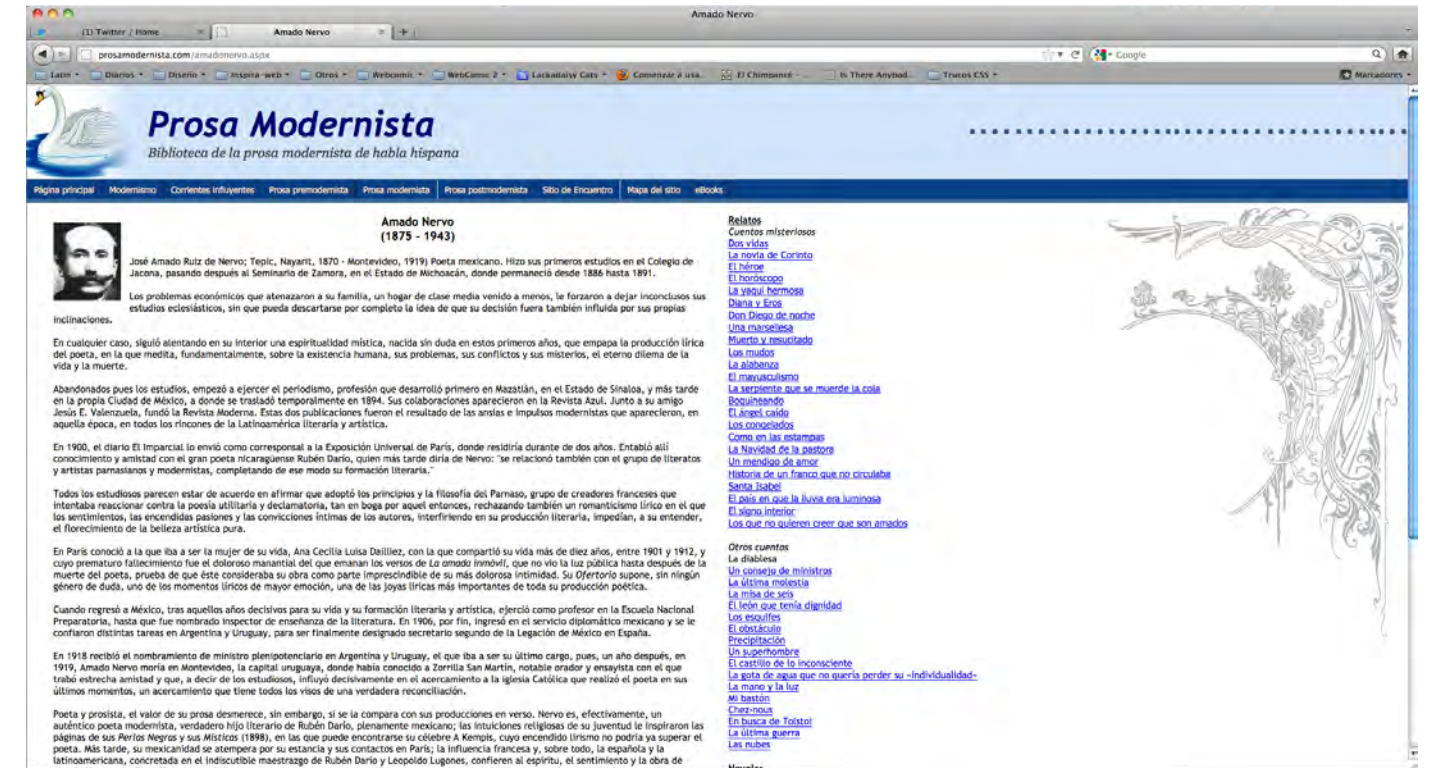 Amado Nervo
(1) Twitter / Home
Amado Nervo
prosamodernista.com/amadonervo.aspx
Google
Latin
Diarios
Diseño
Inspira-web
Otros
Webcomic
WebComic 2
Lackadaisy Cats
Comenzar a usa...
El Chimpancé - ...
Is There Anybod...
Trucos CSS
Marcadores
Prosa Modernista
Biblioteca de la prosa modernista de habla hispana
Página principal Modernismo Corrientes influyentes Prosa premodernista Prosa modernista Prosa postmodernista Sitio de Encuentro Mapa del sitio eBooks
Amado Nervo
(1875 - 1943)
José Amado Ruiz de Nervo; Tepic, Nayarit, 1870 - Montevideo, 1919) Poeta mexicano. Hizo sus primeros estudios en el Colegio de
Jacona, pasando después al Seminario de Zamora, en el Estado de Michoacán, donde permaneció desde 1886 hasta 1891.
Los problemas económicos que atenazaron a su familia, un hogar de clase media venido a menos, le forzaron a dejar inconclusos sus
estudios eclesiásticos, sin que pueda descartarse por completo la idea de que su decisión fuera también influida por sus propias
inclinaciones.
En cualquier caso, siguió alentando en su interior una espiritualidad mística, nacida sin duda en estos primeros años, que empapa la producción lírica
del poeta, en la que medita, fundamentalmente, sobre la existencia humana, sus problemas, sus conflictos y sus misterios, el eterno dilema de la
vida y la muerte.
Abandonados pues los estudios, empezó a ejercer el periodismo, profesión que desarrolló primero en Mazatlán, en el Estado de Sinaloa, y más tarde
en la propia Ciudad de México, a donde se trasladó temporalmente en 1894. Sus colaboraciones aparecieron en la Revista Azul. Junto a su amigo
Jesús E. Valenzuela, fundó la Revista Moderna. Estas dos publicaciones fueron el resultado de las ansias e impulsos modernistas que aparecieron, en
aquella época, en todos los rincones de la Latinoamérica literaria y artística.
En 1900, el diario El Imparcial lo envió como corresponsal a la Exposición Universal de París, donde residiría durante de dos años. Entabló allí
conocimiento y amistad con el gran poeta nicaragüense Rubén Darío, quien más tarde diría de Nervo: "se relacionó también con el grupo de literatos
y artistas parnasianos y modernistas, completando de ese modo su formación literaria."
Todos los estudiosos parecen estar de acuerdo en afirmar que adoptó los principios y la filosofía del Parnaso, grupo de creadores franceses que
intentaba reaccionar contra la poesía utilitaria y declamatoria, tan en boga por aquel entonces, rechazando también un romanticismo lírico en el que
los sentimientos, las encendidas pasiones y las convicciones íntimas de los autores, interfiriendo en su producción literaria, impedían, a su entender,
el florecimiento de la belleza artística pura.
En París conoció a la que iba a ser la mujer de su vida, Ana Cecilia Luisa Dailliez, con la que compartió su vida más de diez años, entre 1901 y 1912, y
cuyo prematuro fallecimiento fue el doloroso manantial del que emanan los versos de La amada inmóvil, que no vio la luz pública hasta después de la
muerte del poeta, prueba de que éste consideraba su obra como parte imprescindible de su más dolorosa intimidad. Su Ofertorio supone, sin ningún
género de duda, uno de los momentos líricos de mayor emoción, una de las joyas líricas más importantes de toda su producción poética.
Cuando regresó a México, tras aquellos años decisivos para su vida y su formación literaria y artística, ejerció como profesor en la Escuela Nacional
Preparatoria, hasta que fue nombrado inspector de enseñanza de la literatura. En 1906, por fin, ingresó en el servicio diplomático mexicano y se le
confiaron distintas tareas en Argentina y Uruguay, para ser finalmente designado secretario segundo de la Legación de México en España.
En 1918 recibió el nombramiento de ministro plenipotenciario en Argentina y Uruguay, el que iba a ser su último cargo, pues, un año después, en
1919, Amado Nervo moría en Montevideo, la capital uruguaya, donde había conocido a Zorrilla San Martín, notable orador y ensayista con el que
trabó estrecha amistad y que, a decir de los estudiosos, influyó decisivamente en el acercamiento a la iglesia Católica que realizó el poeta en sus
últimos momentos, un acercamiento que tiene todos los visos de una verdadera reconciliación.
Poeta y prosista, el valor de su prosa desmerece, sin embargo, si se la compara con sus producciones en verso. Nervo es, efectivamente, un
auténtico poeta modernista, verdadero hijo literario de Rubén Darío, plenamente mexicano; las intuiciones religiosas de su juventud le inspiraron las
páginas de sus Perlas Negras y sus Místicas (1898), en las que puede encontrarse su célebre A Kempis, cuyo encendido lirismo no podría ya superar el
poeta. Más tarde, su mexicanidad se atempera por su estancia y sus contactos en París; la influencia francesa y, sobre todo, la española y la
latinoamericana, concretada en el indiscutible maestrazgo de Rubén Darío y Leopoldo Lugones, confieren al espíritu, el sentimiento y la obra de
Relatos
Cuentos misteriosos
Dos vidas
La novia de Corinto
El héroe
El horóscopo
La yaqui hermosa
Diana y Eros
Don Diego de noche
Una marsellesa
Muerto y resucitado
Los mudos
La alabanza
El mayusculismo
La serpiente que se muerde la cola
Boquineando
El ángel caído
Los congelados
Como en las estampas
La Navidad de la pastora
Un mendigo de amor
Historia de un franco que no circulaba
Santa Isabel
El país en que la lluvia era luminosa
El signo interior
Los que no quieren creer que son amados
Otros cuentos
La diablesa
Un consejo de ministros
La última molestia
La misa de seis
El león que tenía dignidad
Los esquifes
El obstáculo
Precipitación
Un superhombre
El castillo de lo inconsciente
La gota de agua que no quería perder su «individualidad»
La mano y la luz
Mi bastón
Chez-nous
En busca de Tolstoi
La última guerra
Las nubes
Novelas